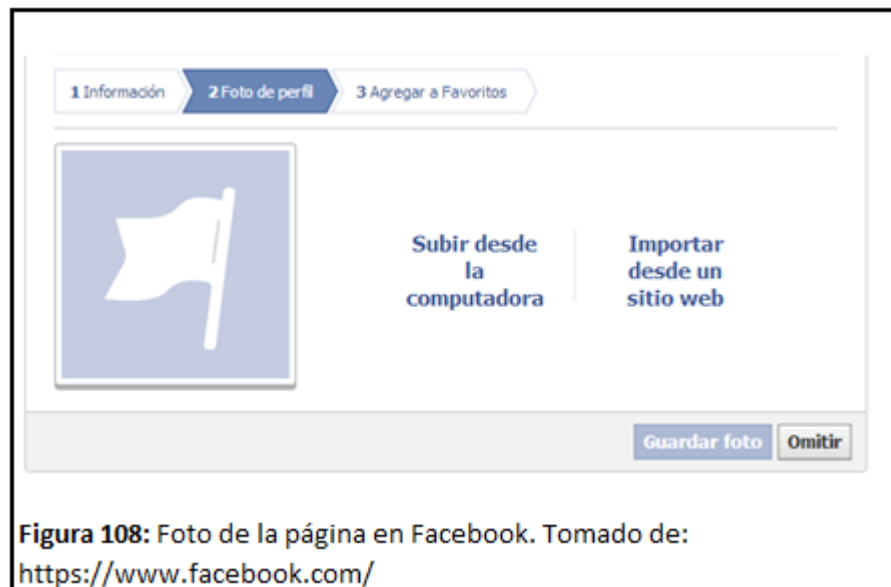 1 Información 2 Foto de perfil 3 Agregar a Favoritos
Subir desde
la
computadora
Importar
desde un
sitio web
Guardar foto Omitir
Figura 108: Foto de la página en Facebook. Tomado de:
https://www.facebook.com/